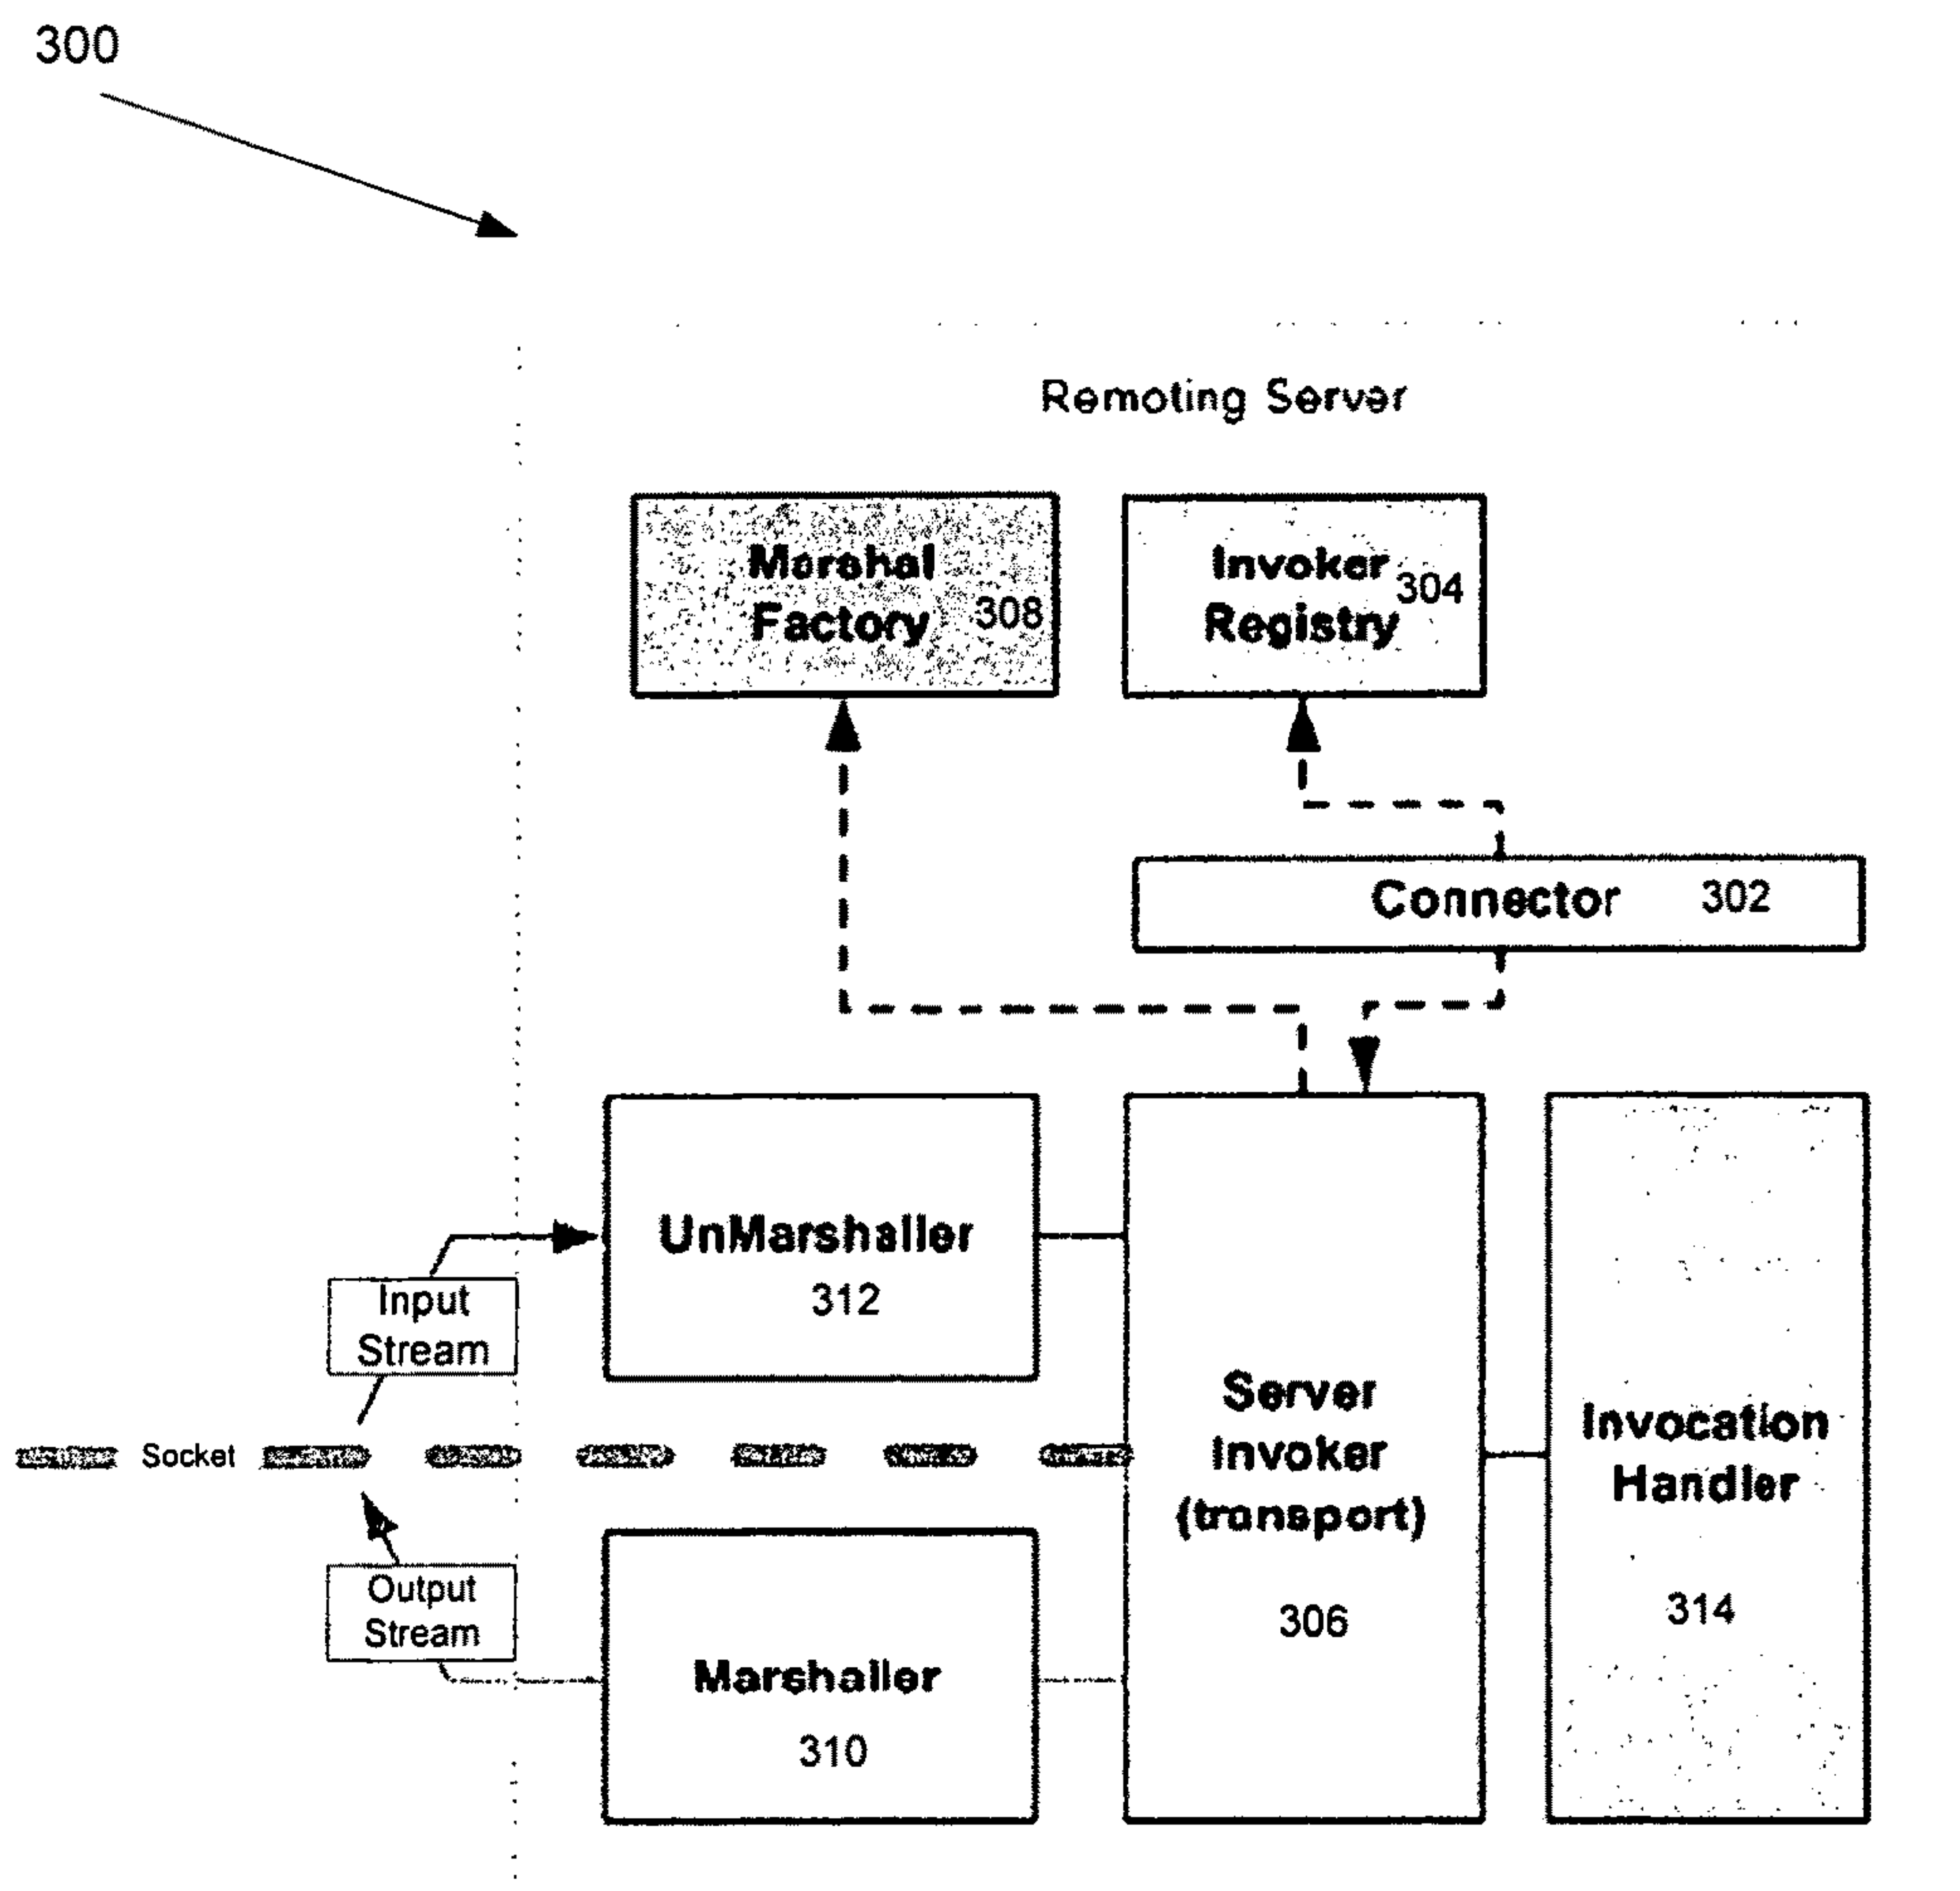 300
Remoting Server
Marshal
Factory 308
Invoker
304
Registry
Connector 302
UnMarshaller
312
Input
Stream
Socket
Server
Invoker
(transport)
306
Invocation
Handler
314
Output
Stream
Marshaller
310